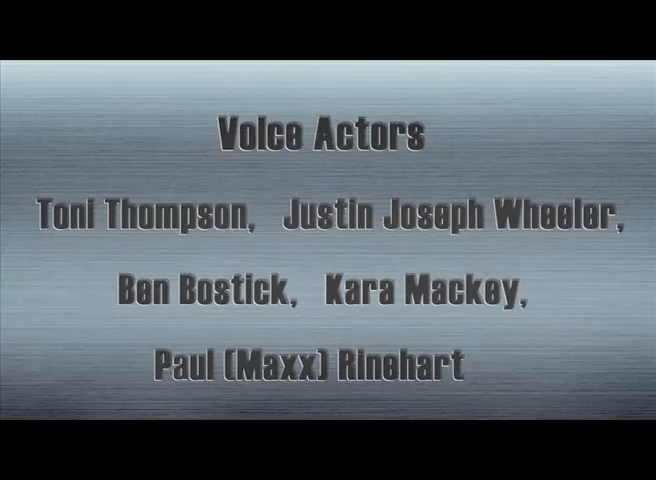 Voice Actors
Toni Thompson, Justin Joseph Wheeler,
Ben Bostick, Kara Mackey,
Paul (Maxx) Rinehart